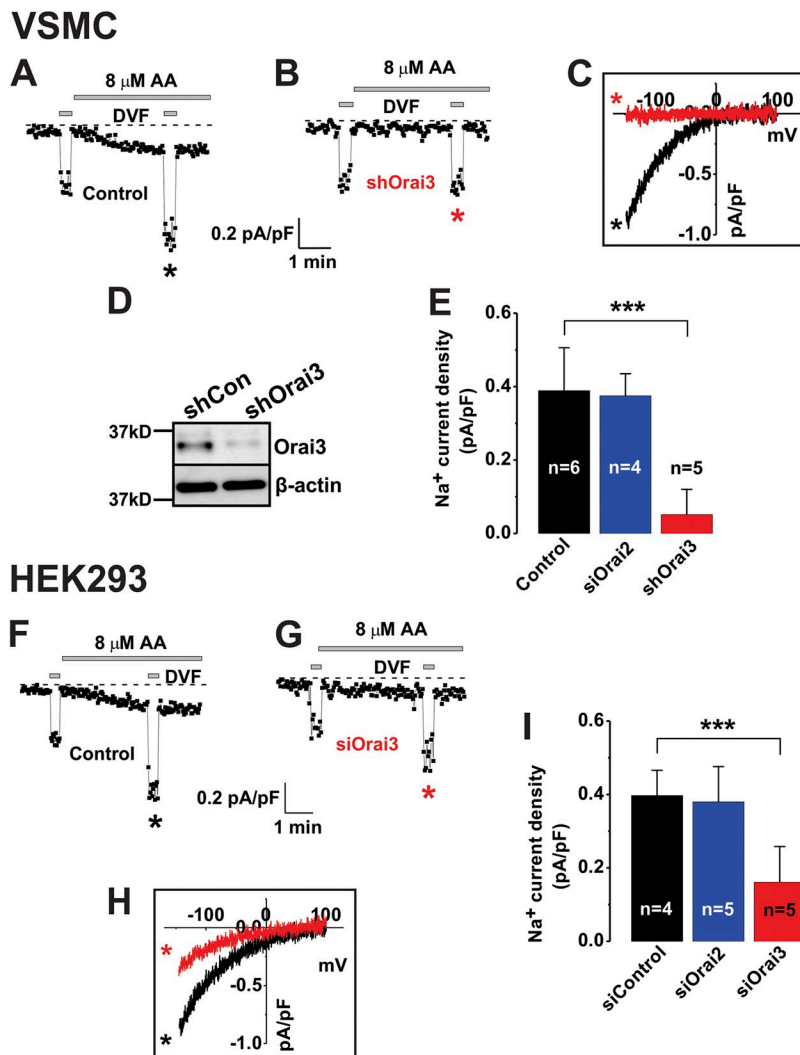 VSMC
A
8 µM AA
DVF
Control
*
B
8 µM AA
DVF
shOrai3
*
0.2 pA/pF
1 min
C
*
-100
0
100
0.0
mV
-0.5
-1.0
pA/pF
*
D
shCon
shOrai3
37kD
Orai3
β-actin
37kD
E
Na+ current density
(pA/pF)
0.6
0.4
0.2
0.0
***
n=6
n=4
n=5
Control
siOrai2
shOrai3
HEK293
F
8 µM AA
DVF
Control
*
G
8 µM AA
DVF
siOrai3
*
0.2 pA/pF
1 min
H
-100
0
100
0.0
mV
*
-0.5
-1.0
pA/pF
*
I
Na+ current density
(pA/pF)
0.6
0.4
0.2
0.0
***
n=4
n=5
n=5
siControl
siOrai2
siOrai3